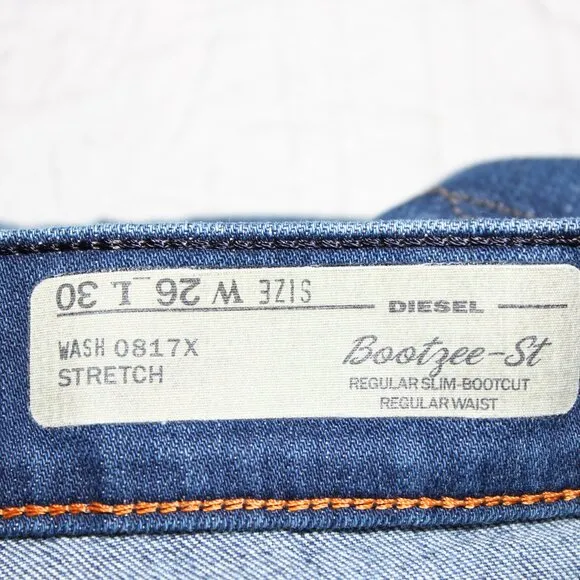 SIZE W 26 L 30
DIESEL
WASH 0817X
STRETCH
Bootzee-St
REGULAR SLIM-BOOTCUT
REGULAR WAIST